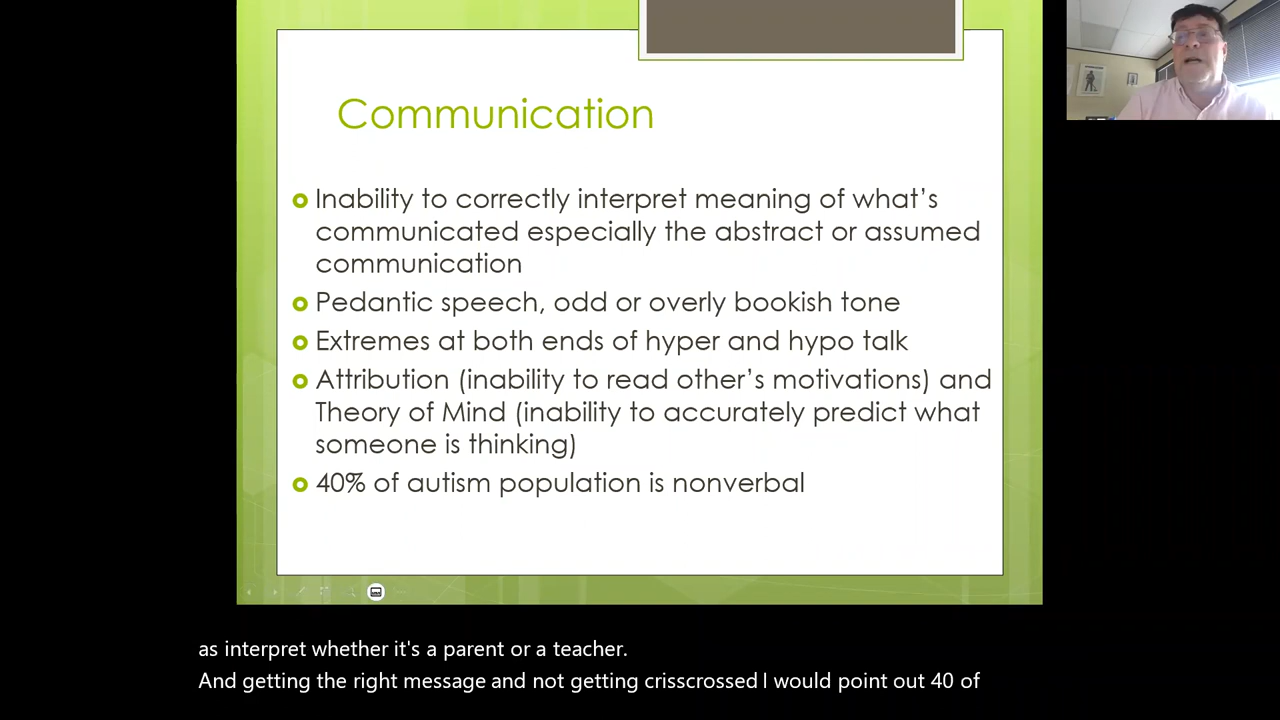 Communication
Inability to correctly interpret meaning of what’s
communicated especially the abstract or assumed
communication
Pedantic speech, odd or overly bookish tone
Extremes at both ends of hyper and hypo talk
Attribution (inability to read other’s motivations) and
Theory of Mind (inability to accurately predict what
someone is thinking)
40% of autism population is nonverbal
as interpret whether it's a parent or a teacher.
And getting the right message and not getting crisscrossed I would point out 40 of